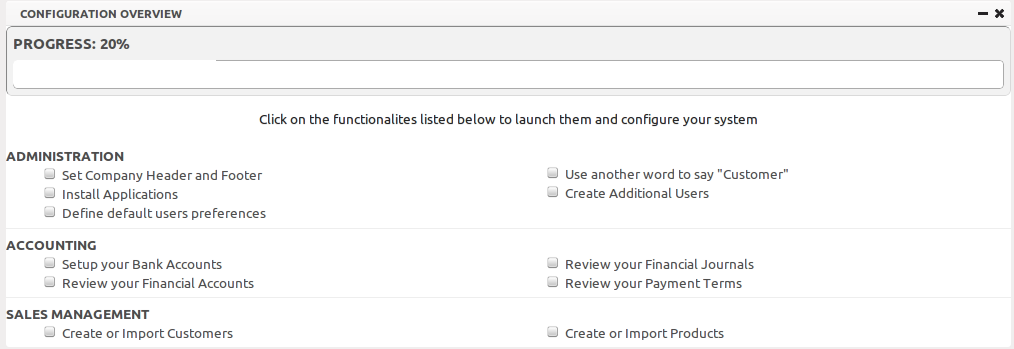 CONFIGURATION OVERVIEW
PROGRESS: 20%
Click on the functionalites listed below to launch them and configure your system
ADMINISTRATION
Set Company Header and Footer
Use another word to say "Customer"
Install Applications
Create Additional Users
Define default users preferences
ACCOUNTING
Setup your Bank Accounts
Review your Financial Journals
Review your Financial Accounts
Review your Payment Terms
SALES MANAGEMENT
Create or Import Customers
Create or Import Products